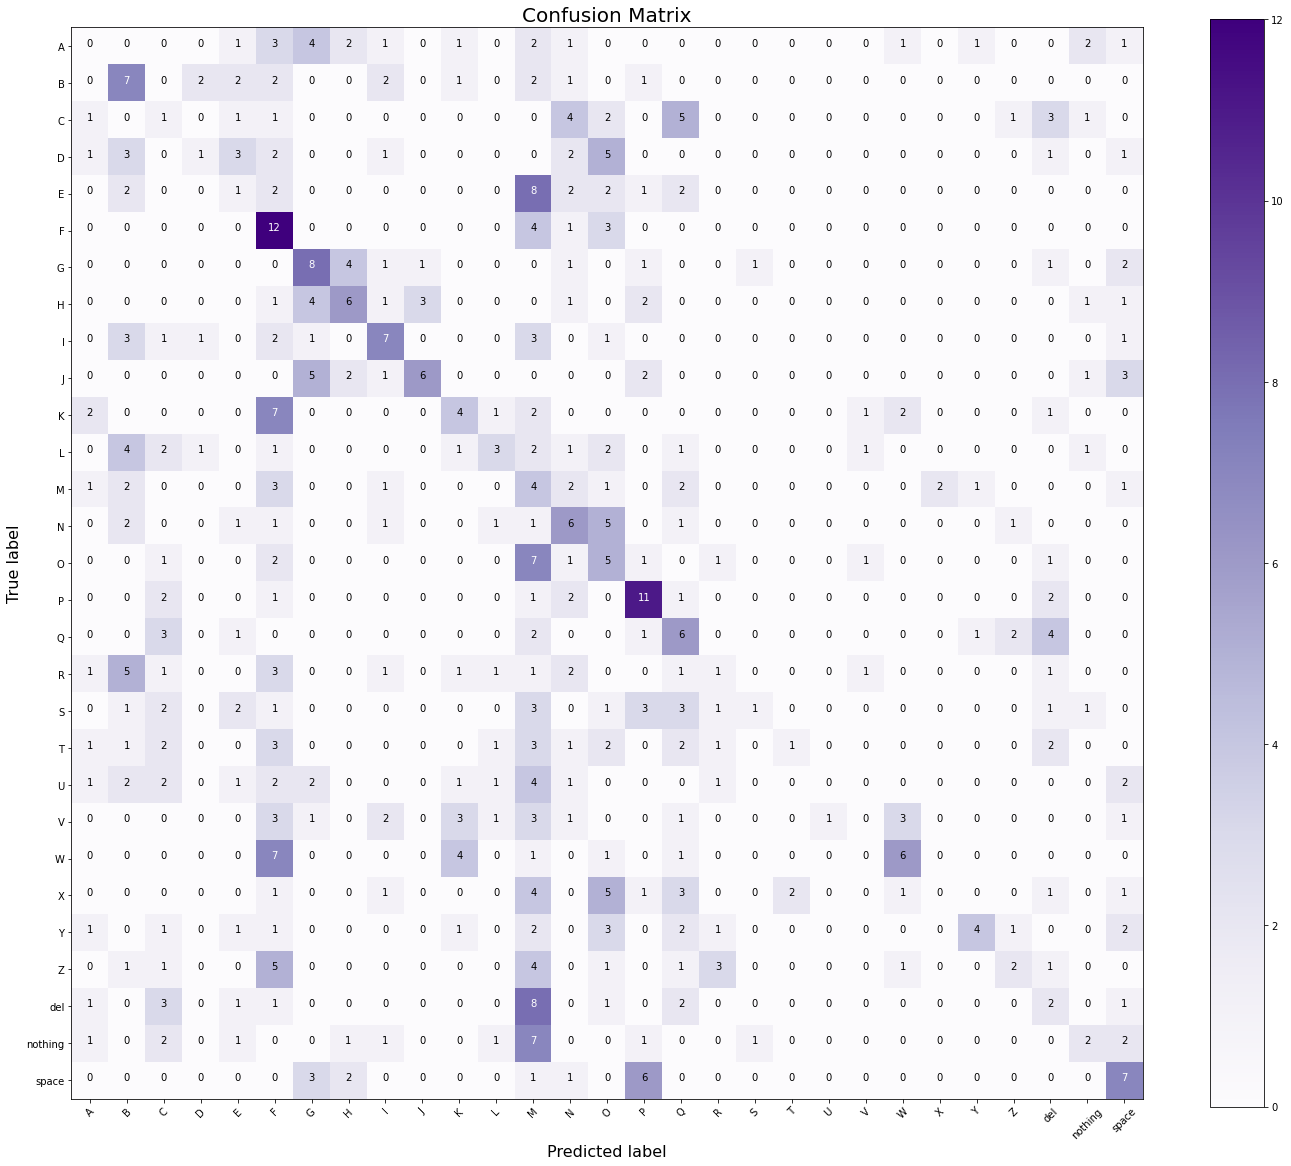 Confusion Matrix
A 0 0 0 0 1 3 4 2 1 0 1 0 2 1 0 0 0 0 0 0 0 0 1 0 1 0 0 2 1
B 0 7 0 2 2 2 0 0 2 0 1 0 2 1 0 1 0 0 0 0 0 0 0 0 0 0 0 0 0
C 1 0 1 0 1 1 0 0 0 0 0 0 0 4 2 0 5 0 0 0 0 0 0 0 0 1 3 1 0
D 1 3 0 1 3 2 0 0 1 0 0 0 0 2 5 0 0 0 0 0 0 0 0 0 0 0 1 0 1
E 0 2 0 0 1 2 0 0 0 0 0 0 8 2 2 1 2 0 0 0 0 0 0 0 0 0 0 0 0
F 0 0 0 0 0 12 0 0 0 0 0 0 4 1 3 0 0 0 0 0 0 0 0 0 0 0 0 0 0
G 0 0 0 0 0 0 8 4 1 1 0 0 0 1 0 1 0 0 1 0 0 0 0 0 0 0 1 0 2
H 0 0 0 0 0 1 4 6 1 3 0 0 0 1 0 2 0 0 0 0 0 0 0 0 0 0 0 1 1
I 0 3 1 1 0 2 1 0 7 0 0 0 3 0 1 0 0 0 0 0 0 0 0 0 0 0 0 0 1
J 0 0 0 0 0 0 5 2 1 6 0 0 0 0 0 2 0 0 0 0 0 0 0 0 0 0 0 1 3
K 2 0 0 0 0 7 0 0 0 0 4 1 2 0 0 0 0 0 0 0 0 1 2 0 0 0 1 0 0
L 0 4 2 1 0 1 0 0 0 0 1 3 2 1 2 0 1 0 0 0 0 1 0 0 0 0 0 1 0
M 1 2 0 0 0 3 0 0 1 0 0 0 4 2 1 0 2 0 0 0 0 0 0 2 1 0 0 0 1
N 0 2 0 0 1 1 0 0 1 0 0 1 1 6 5 0 1 0 0 0 0 0 0 0 0 1 0 0 0
O 0 0 1 0 0 2 0 0 0 0 0 0 7 1 5 1 0 1 0 0 0 1 0 0 0 0 1 0 0
P 0 0 2 0 0 1 0 0 0 0 0 0 1 2 0 11 1 0 0 0 0 0 0 0 0 0 2 0 0
Q 0 0 3 0 1 0 0 0 0 0 0 0 2 0 0 1 6 0 0 0 0 0 0 0 1 2 4 0 0
R 1 5 1 0 0 3 0 0 1 0 1 1 1 2 0 0 1 1 0 0 0 1 0 0 0 0 1 0 0
S 0 1 2 0 2 1 0 0 0 0 0 0 3 0 1 3 3 1 1 0 0 0 0 0 0 0 1 1 0
T 1 1 2 0 0 3 0 0 0 0 0 1 3 1 2 0 2 1 0 1 0 0 0 0 0 0 2 0 0
U 1 2 2 0 1 2 2 0 0 0 1 1 4 1 0 0 0 1 0 0 0 0 0 0 0 0 0 0 2
V 0 0 0 0 0 3 1 0 2 0 3 1 3 1 0 0 1 0 0 0 1 0 3 0 0 0 0 0 1
W 0 0 0 0 0 7 0 0 0 0 4 0 1 0 1 0 1 0 0 0 0 0 6 0 0 0 0 0 0
X 0 0 0 0 0 1 0 0 1 0 0 0 4 0 5 1 3 0 0 2 0 0 1 0 0 0 1 0 1
Y 1 0 1 0 1 1 0 0 0 0 1 0 2 0 3 0 2 1 0 0 0 0 0 0 4 1 0 0 2
Z 0 1 1 0 0 5 0 0 0 0 0 0 4 0 1 0 1 3 0 0 0 0 1 0 0 2 1 0 0
del 1 0 3 0 1 1 0 0 0 0 0 0 8 0 1 0 2 0 0 0 0 0 0 0 0 0 2 0 1
nothing 1 0 2 0 1 0 0 1 1 0 0 1 7 0 0 1 0 0 1 0 0 0 0 0 0 0 0 2 2
space 0 0 0 0 0 0 3 2 0 0 0 0 1 1 0 6 0 0 0 0 0 0 0 0 0 0 0 0 7
A B C D E F G H I J K L M N O P Q R S T U V W X Y Z del nothing space
Predicted label
True label
12
10
8
6
4
2
0